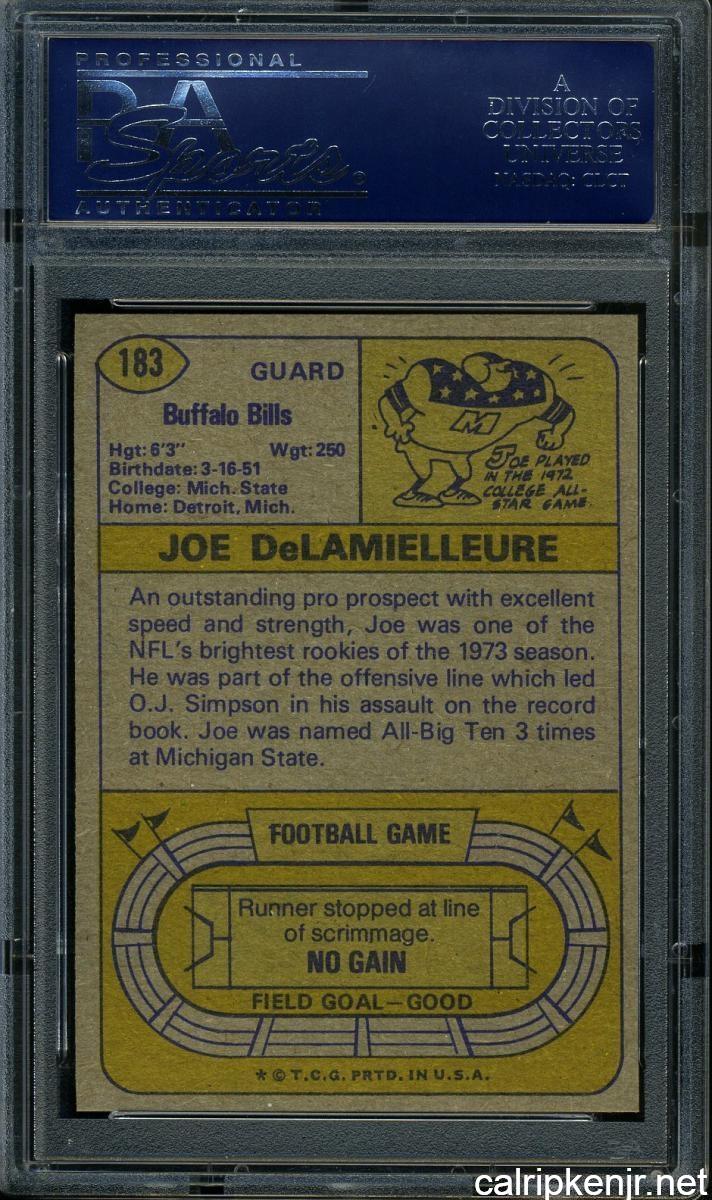 PROFESSIONAL
PSA
Sports
AUTHENTICATOR
A
DIVISION OF
COLLECTORS
UNIVERSE
NASDAQ: CLCT
183
GUARD
Buffalo Bills
Hgt: 6'3" Wgt: 250
Birthdate: 3-16-51
College: Mich. State
Home: Detroit, Mich.
M
JOE PLAYED
IN THE 1972
COLLEGE ALL-
STAR GAME.
JOE DeLAMIELLEURE
An outstanding pro prospect with excellent
speed and strength, Joe was one of the
NFL's brightest rookies of the 1973 season.
He was part of the offensive line which led
O.J. Simpson in his assault on the record
book. Joe was named All-Big Ten 3 times
at Michigan State.
FOOTBALL GAME
Runner stopped at line
of scrimmage.
NO GAIN
FIELD GOAL—GOOD
* © T.C.G. PRTD. IN U.S.A.
calripkenjr.net